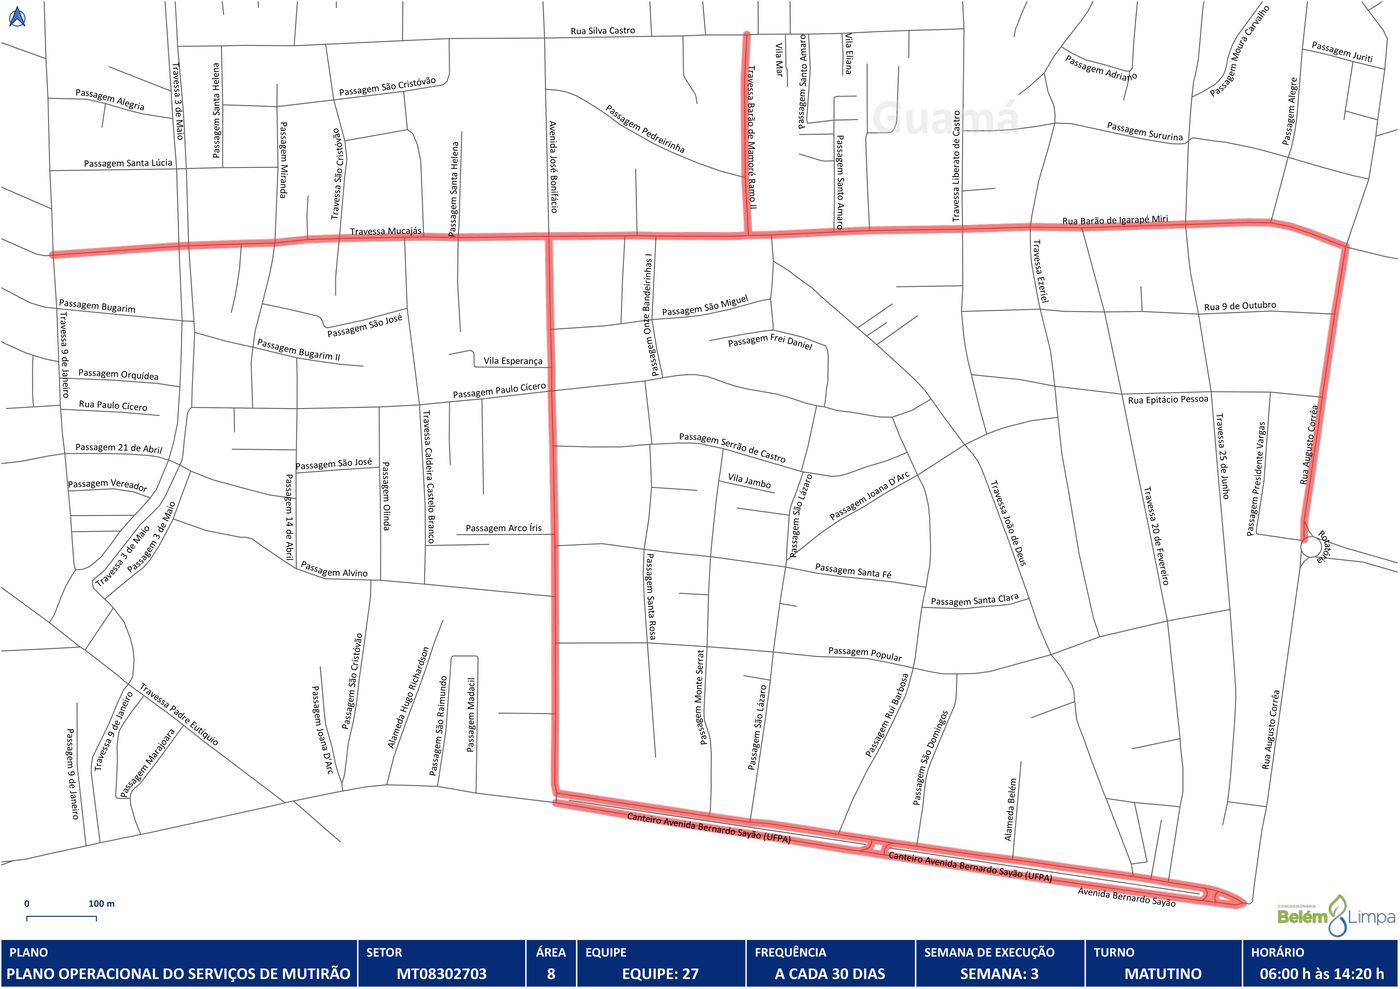 Rua Silva Castro
Travessa 3 de Maio
Passagem Santa Helena
Passagem Alegria
Passagem São Cristóvão
Passagem Santa Lúcia
Passagem Miranda
Travessa São Cristóvão
Passagem Santa Helena
Avenida José Bonifácio
Passagem Pedreirinha
Travessa Barão de Mamoré Ramo II
Vila Mar
Passagem Santo Amaro
Vila Eliana
Passagem Santo Amaro
Guamá
Travessa Liberato de Castro
Passagem Adriano
Passagem Moura Carvalho
Passagem Juriti
Passagem Alegre
Passagem Sururina
Travessa Mucajás
Rua Barão de Igarapé Miri
Travessa Ezeriel
Passagem Bugarim
Travessa 9 de Janeiro
Passagem São José
Passagem Bugarim II
Passagem Onze Bandeirinhas I
Passagem São Miguel
Passagem Frei Daniel
Rua 9 de Outubro
Vila Esperança
Passagem Orquídea
Passagem Paulo Cícero
Rua Paulo Cícero
Rua Epitácio Pessoa
Travessa Caldeira Castelo Branco
Travessa 25 de Junho
Passagem Presidente Vargas
Rua Augusto Corrêa
Passagem 21 de Abril
Passagem Serrão de Castro
Passagem São José
Passagem Olinda
Passagem 14 de Abril
Passagem Vereador
Vila Jambo
Passagem São Lázaro
Passagem Joana D'Arc
Travessa João de Deus
Travessa 20 de Fevereiro
Travessa 3 de Maio
Passagem 3 de Maio
Passagem Arco Íris
Rotatória
Passagem Alvino
Passagem Santa Rosa
Passagem Santa Fé
Passagem Santa Clara
Passagem Popular
Passagem São Cristóvão
Alameda Hugo Richardson
Passagem São Raimundo
Passagem Madacil
Passagem Joana D'Arc
Passagem Monte Serrat
Passagem São Lázaro
Passagem Rui Barbosa
Passagem São Domingos
Alameda Belém
Rua Augusto Corrêa
Travessa Padre Eutíquio
Travessa 9 de Janeiro
Passagem Marajoara
Passagem 9 de Janeiro
Canteiro Avenida Bernardo Sayão (UFPA)
Canteiro Avenida Bernardo Sayão (UFPA)
Avenida Bernardo Sayão
0 100 m
CONCESSIONÁRIA
Belém Limpa
PLANO SETOR ÁREA EQUIPE FREQUÊNCIA SEMANA DE EXECUÇÃO TURNO HORÁRIO
PLANO OPERACIONAL DO SERVIÇOS DE MUTIRÃO MT08302703 8 EQUIPE: 27 A CADA 30 DIAS SEMANA: 3 MATUTINO 06:00 h às 14:20 h